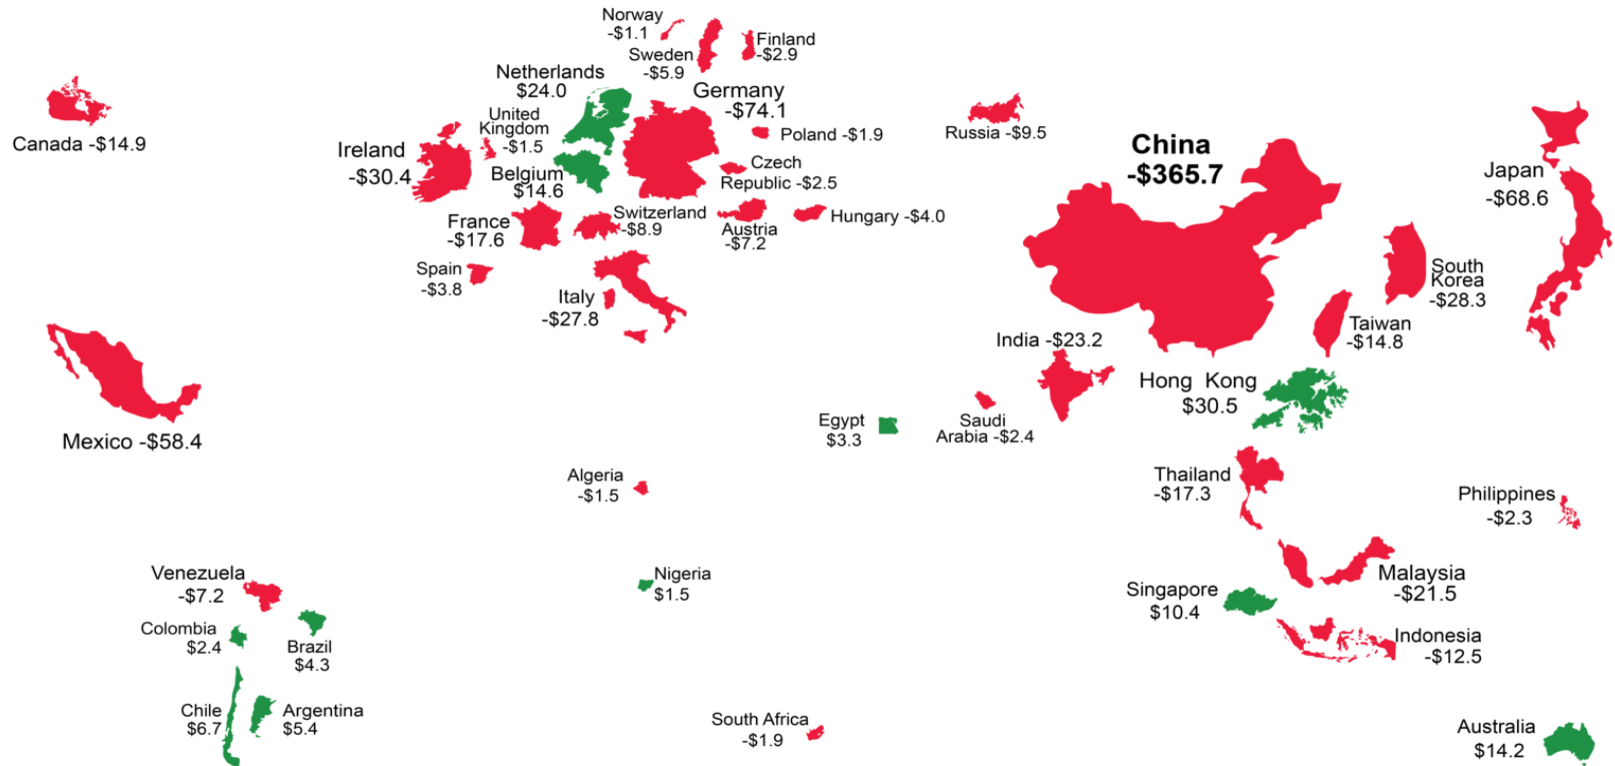 Norway
-$1.1
Sweden
-$5.9
Finland
-$2.9
Netherlands
$24.0
Germany
-$74.1
Canada -$14.9
United
Kingdom
-$1.5
Ireland
-$30.4
Belgium
$14.6
Poland -$1.9
Czech
Republic -$2.5
Russia -$9.5
China
-$365.7
Japan
-$68.6
France
-$17.6
Switzerland
-$8.9
Austria
-$7.2
Hungary -$4.0
Spain
-$3.8
Italy
-$27.8
South
Korea
-$28.3
Taiwan
-$14.8
India -$23.2
Hong Kong
$30.5
Mexico -$58.4
Egypt
$3.3
Saudi
Arabia -$2.4
Algeria
-$1.5
Thailand
-$17.3
Philippines
-$2.3
Venezuela
-$7.2
Nigeria
$1.5
Malaysia
-$21.5
Singapore
$10.4
Colombia
$2.4
Brazil
$4.3
Indonesia
-$12.5
Chile
$6.7
Argentina
$5.4
South Africa
-$1.9
Australia
$14.2